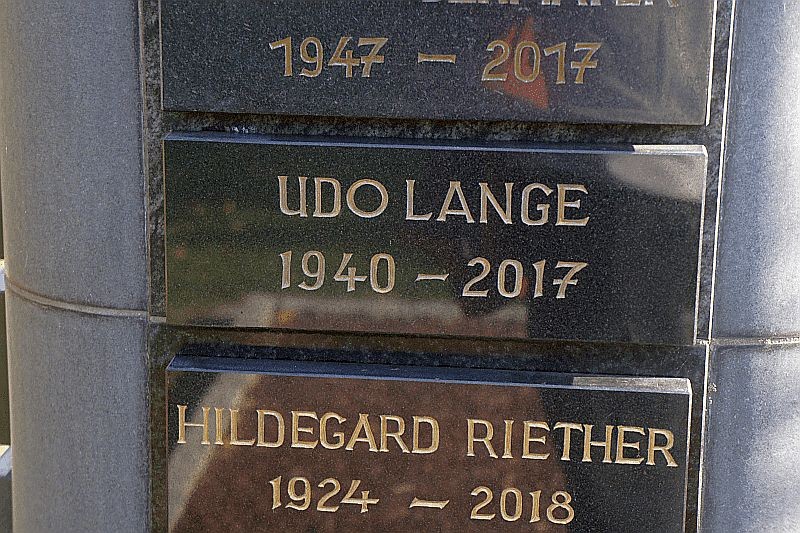 1947 – 2017
UDO LANGE
1940 – 2017
HILDEGARD RIETHER
1924 – 2018